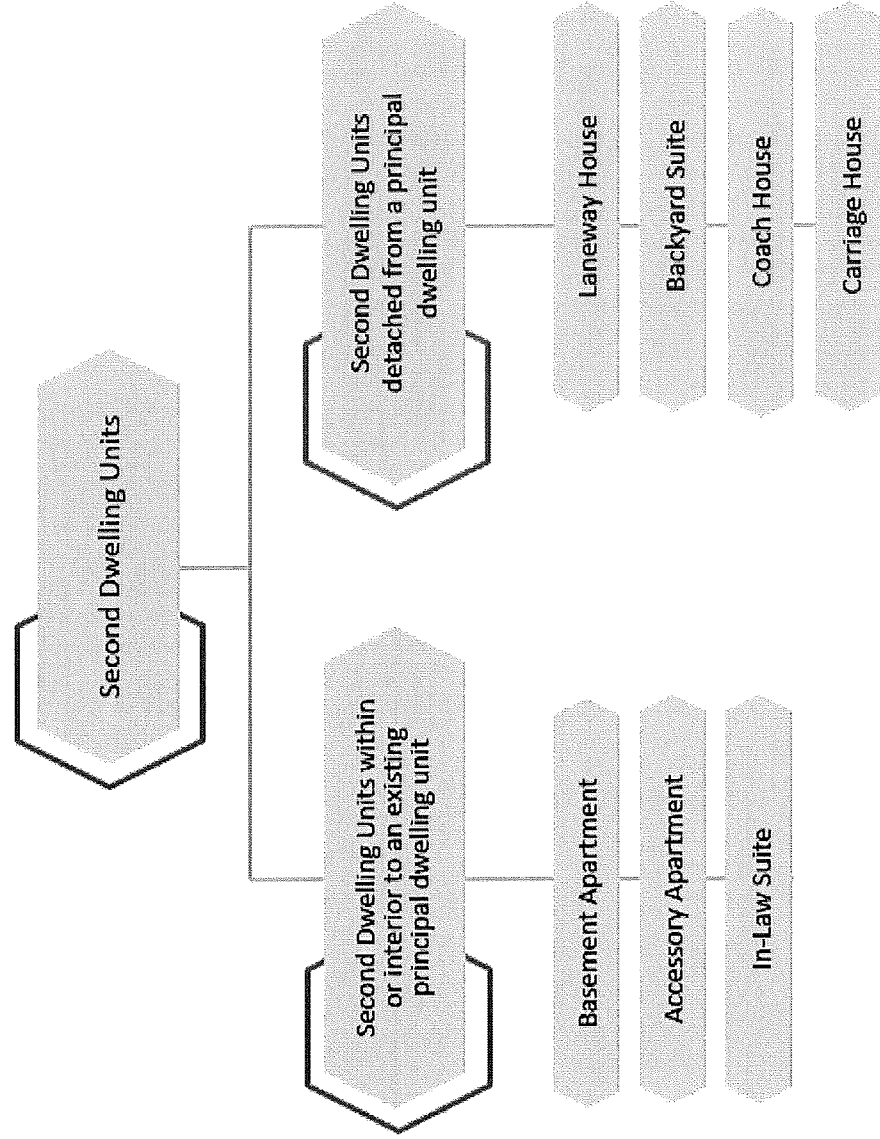 Second Dwelling Units
Second Dwelling Units within
or interior to an existing
principal dwelling unit
Basement Apartment
Accessory Apartment
In-Law Suite
Second Dwelling Units
detached from a principal
dwelling unit
Laneway House
Backyard Suite
Coach House
Carriage House